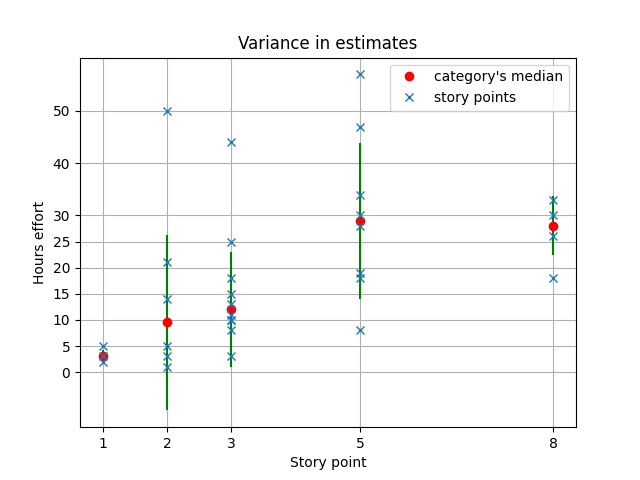 Variance in estimates
category's median
story points
50
40
30
25
20
15
10
5
0
Hours effort
1 2 3 5 8
Story point